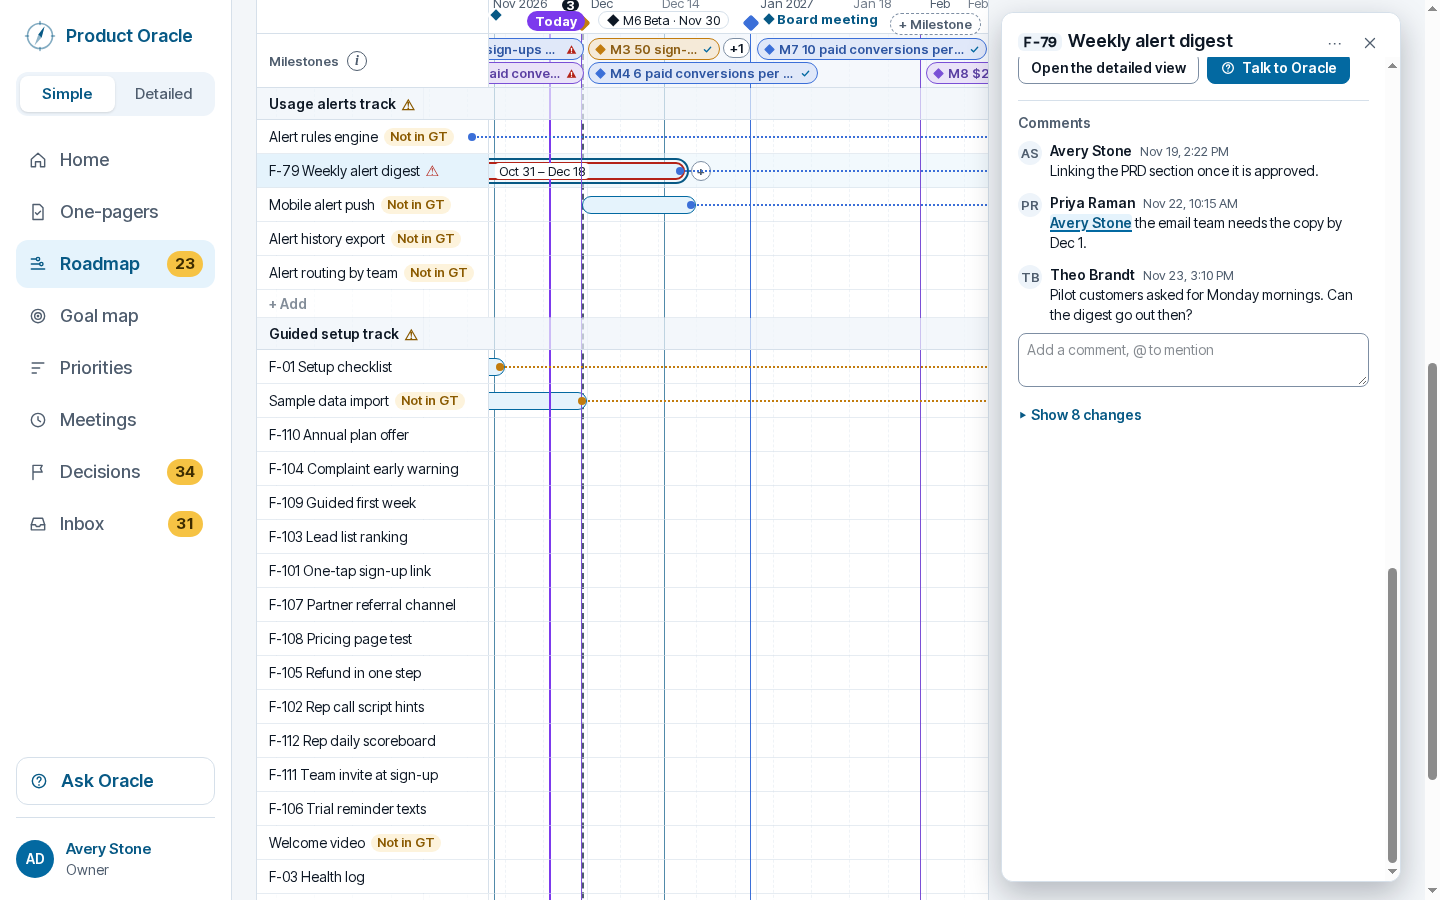 Product Oracle
Simple
Detailed
Home
One-pagers
Roadmap 23
Goal map
Priorities
Meetings
Decisions 34
Inbox 31
Ask Oracle
AD
Avery Stone
Owner
Nov 2026
3
Dec
Dec 14
Jan 2027
Jan 18
Feb
Feb
Today
M6 Beta · Nov 30
Board meeting
+ Milestone
Milestones i
sign-ups ...
M3 50 sign-...
+1
M7 10 paid conversions per...
paid conve...
M4 6 paid conversions per ...
M8 $2
Usage alerts track
Alert rules engine Not in GT
F-79 Weekly alert digest
Oct 31 – Dec 18
+
Mobile alert push Not in GT
Alert history export Not in GT
Alert routing by team Not in GT
+ Add
Guided setup track
F-01 Setup checklist
Sample data import Not in GT
F-110 Annual plan offer
F-104 Complaint early warning
F-109 Guided first week
F-103 Lead list ranking
F-101 One-tap sign-up link
F-107 Partner referral channel
F-108 Pricing page test
F-105 Refund in one step
F-102 Rep call script hints
F-112 Rep daily scoreboard
F-111 Team invite at sign-up
F-106 Trial reminder texts
Welcome video Not in GT
F-03 Health log
F-79 Weekly alert digest
...
Open the detailed view
Talk to Oracle
Comments
AS Avery Stone Nov 19, 2:22 PM
Linking the PRD section once it is approved.
PR Priya Raman Nov 22, 10:15 AM
Avery Stone the email team needs the copy by
Dec 1.
TB Theo Brandt Nov 23, 3:10 PM
Pilot customers asked for Monday mornings. Can
the digest go out then?
Add a comment, @ to mention
Show 8 changes